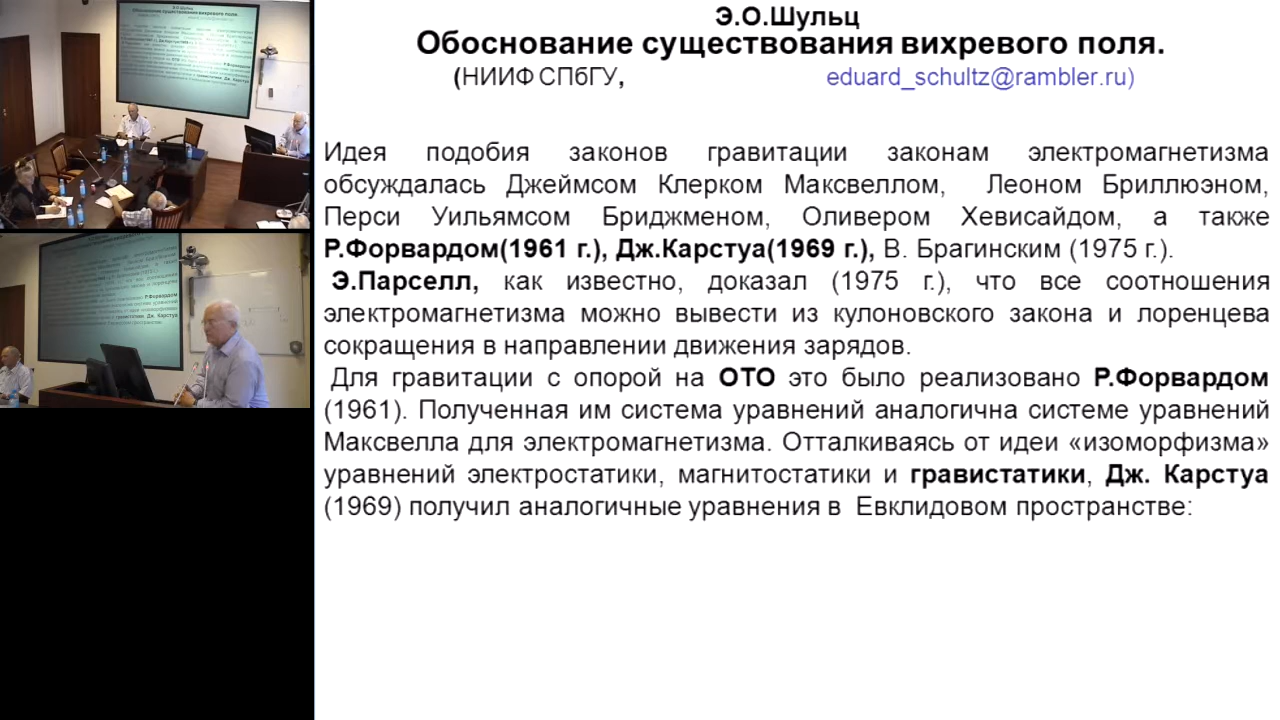 Э.О.Шульц
Обоснование существования вихревого поля.
(НИИФ СПбГУ, eduard_schultz@rambler.ru)
Идея подобия законов гравитации законам электромагнетизма
обсуждалась Джеймсом Клерком Максвеллом, Леоном Бриллюэном,
Перси Уильямсом Бриджменом, Оливером Хевисайдом, а также
Р.Форвардом(1961 г.), Дж.Карстуа(1969 г.), В. Брагинским (1975 г.).
Э.Парселл, как известно, доказал (1975 г.), что все соотношения
электромагнетизма можно вывести из кулоновского закона и лоренцева
сокращения в направлении движения зарядов.
Для гравитации с опорой на ОТО это было реализовано Р.Форвардом
(1961). Полученная им система уравнений аналогична системе уравнений
Максвелла для электромагнетизма. Отталкиваясь от идеи «изоморфизма»
уравнений электростатики, магнитостатики и гравистатики, Дж. Карстуа
(1969) получил аналогичные уравнения в Евклидовом пространстве: